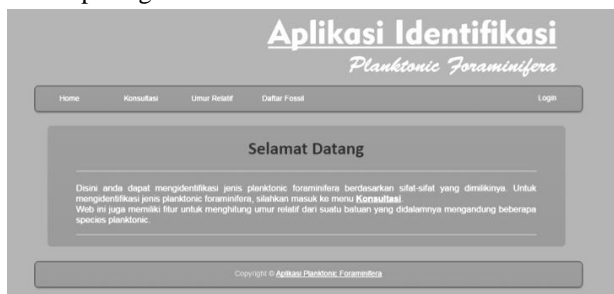 Aplikasi Identifikasi
Planktonic Foraminifera
Home Konsultasi Umur Relatif Daftar Fossil Login
Selamat Datang
Disini anda dapat mengidentifikasi jenis planktonic foraminifera berdasarkan sifat-sifat yang dimilikinya. Untuk
mengidentifikasi jenis planktonic foraminifera, silahkan masuk ke menu Konsultasi.
Web ini juga memiliki fitur untuk menghitung umur relatif dari suatu batuan yang didalamnya mengandung beberapa
species planktonic.
Copyright © Aplikasi Planktonic Foraminifera